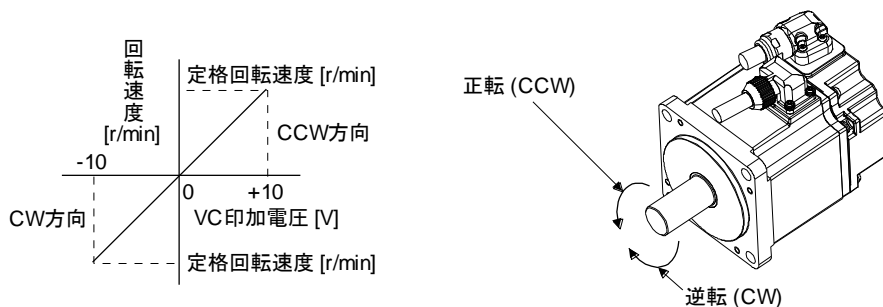 回転速度
[r/min]
定格回転速度 [r/min]
CCW方向
-10
0
+10
CW方向
VC印加電圧 [V]
定格回転速度 [r/min]
正転 (CCW)
逆転 (CW)